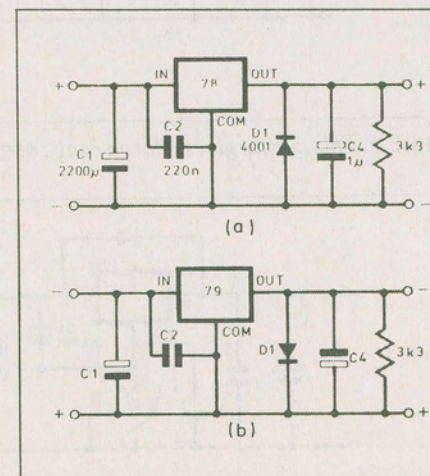 + IN 78 OUT +
COM
C1
2200µ
C2
220n
D1
4001
C4
1µ
3k3
– –
(a)
– IN 79 OUT –
COM
C1
C2
D1
C4
3k3
+ +
(b)